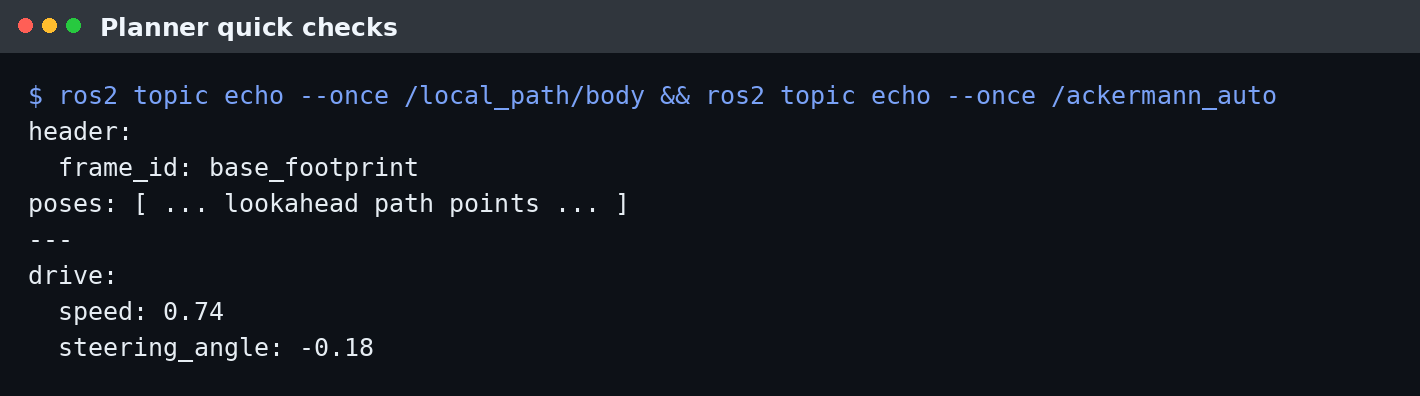 Planner quick checks
$ ros2 topic echo --once /local_path/body && ros2 topic echo --once /ackermann_auto
header:
  frame_id: base_footprint
poses: [ ... lookahead path points ... ]
---
drive:
  speed: 0.74
  steering_angle: -0.18